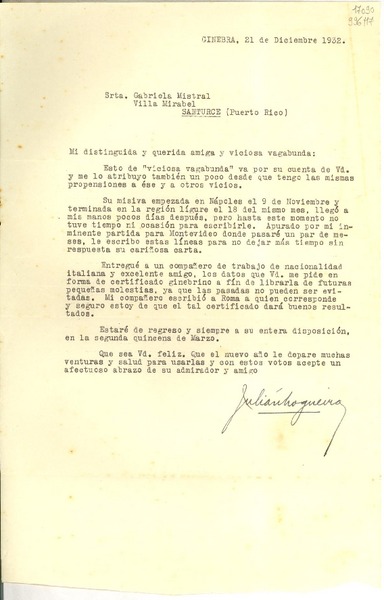 17030
996117
GINEBRA, 21 de Diciembre 1932.
Srta. Gabriola Mistral
Villa Mirabel
SANTURCE (Puerto Rico)
Mi distinguida y querida amiga y viciosa vagabunda:
Esto de "viciosa vagabunda" va por su cuenta de Vd.
y me lo atribuyo también un poco desde que tengo las mismas
propensiones a ése y a otros vicios.
Su misiva empezada en Nápoles el 9 de Noviembre y
terminada en la región lígure el 18 del mismo mes, llegó a
mis manos pocos días después, pero hasta este momento no
tuve tiempo ni ocasión para escribirle. Apurado por mi in-
minente partida para Montevideo donde pasaré un par de me-
ses, le escribo estas líneas para no dejar más tiempo sin
respuesta su cariñosa carta.
Entregué a un compañero de trabajo de nacionalidad
italiana y excelente amigo, los datos que Vd. me pide en
forma de certificado ginebrino a fín de librarla de futuras
pequeñas molestias, ya que las pasadas no pueden ser evi-
tadas. Mi compañero escribió a Roma a quien corresponde
y seguro estoy de que el tal certificado dará buenos resul-
tados.
Estaré de regreso y siempre a su entera disposición,
en la segunda quinsena de Marzo.
Que sea Vd. feliz. Que el nuevo año le depare muchas
venturas y salud para usarlas y con estos votos acepte un
afectuoso abrazo de su admirador y amigo
Julián Nogueira